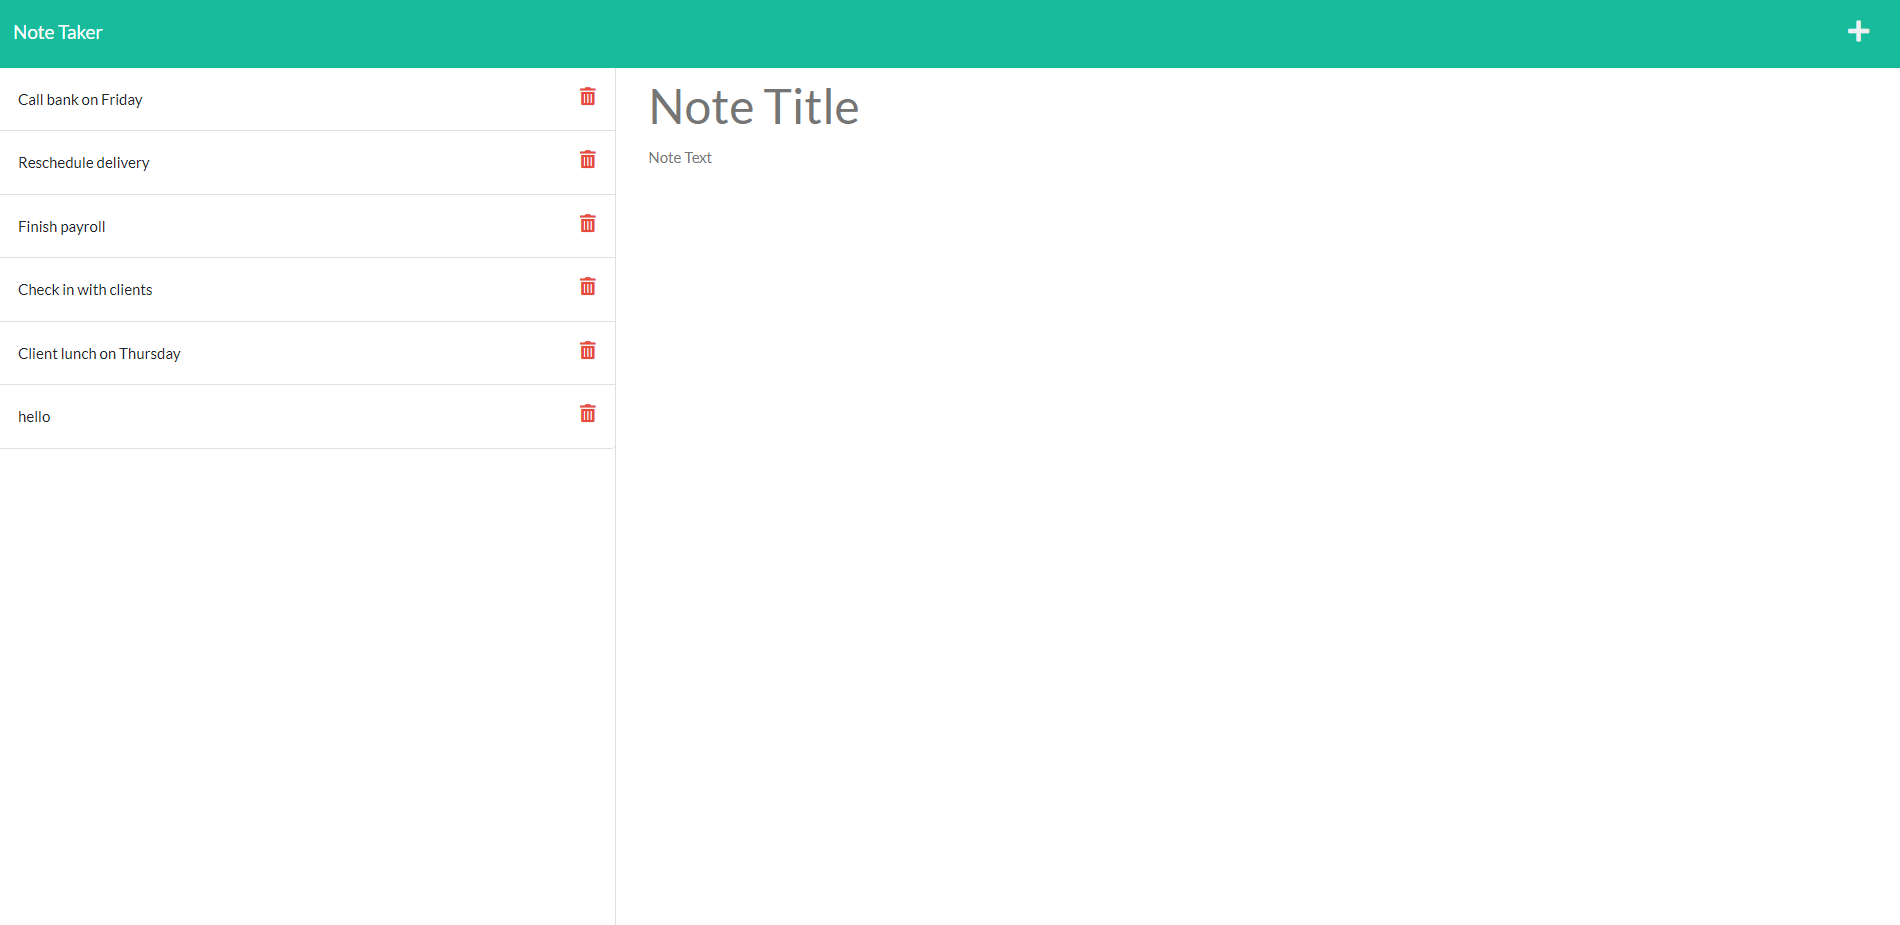 Note Taker
Call bank on Friday
Reschedule delivery
Finish payroll
Check in with clients
Client lunch on Thursday
hello
Note Title
Note Text